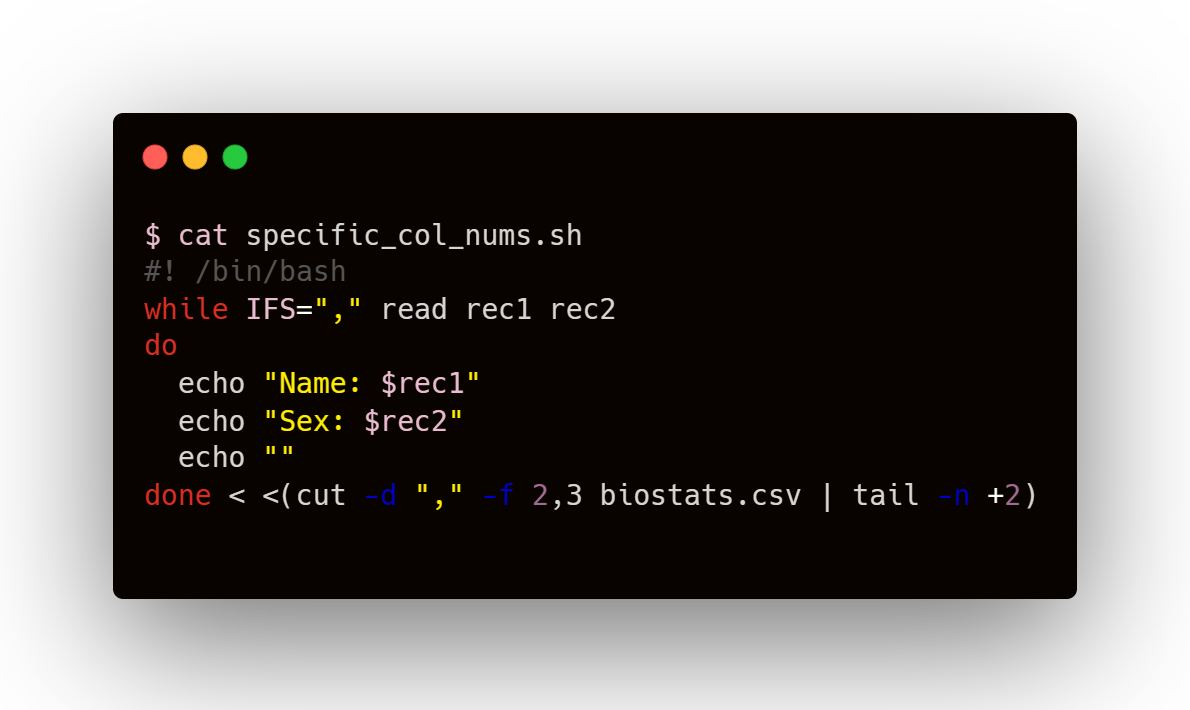 $ cat specific_col_nums.sh
#! /bin/bash
while IFS="," read rec1 rec2
do
  echo "Name: $rec1"
  echo "Sex: $rec2"
  echo ""
done < <(cut -d "," -f 2,3 biostats.csv | tail -n +2)